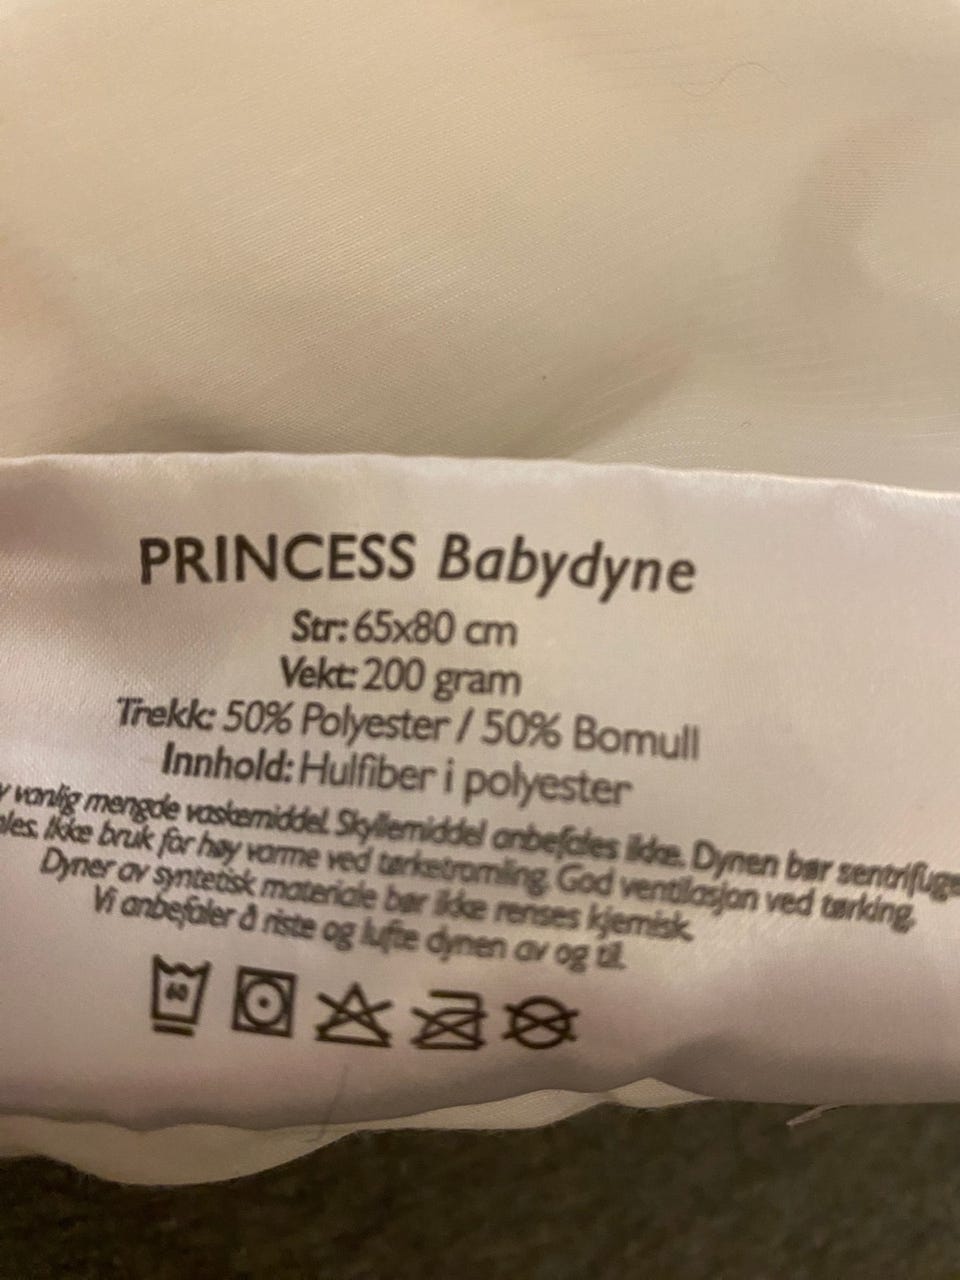 PRINCESS Babydyne
Str: 65x80 cm
Vekt: 200 gram
Trekk: 50% Polyester / 50% Bomull
Innhold: Hulfiber i polyester
vanlig mengde vaskemiddel. Skyllemiddel anbefales ikke. Dynen bør sentrifuge
Ikke bruk for høy varme ved tørketromling. God ventilasjon ved tørking.
Dyner av syntetisk materiale bør ikke renses kjemisk.
Vi anbefaler å riste og lufte dynen av og til.
60